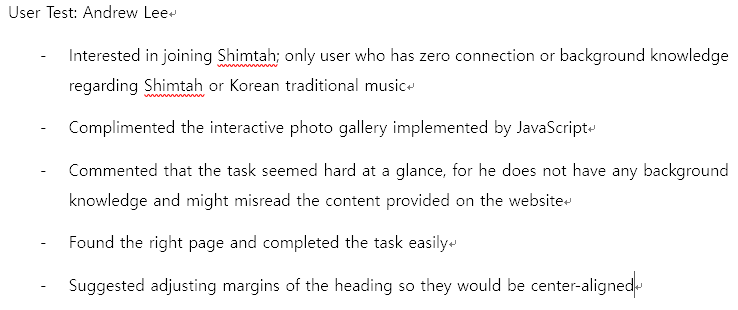 User Test: Andrew Lee
- Interested in joining Shimtah; only user who has zero connection or background knowledge
regarding Shimtah or Korean traditional music
- Complimented the interactive photo gallery implemented by JavaScript
- Commented that the task seemed hard at a glance, for he does not have any background
knowledge and might misread the content provided on the website
- Found the right page and completed the task easily
- Suggested adjusting margins of the heading so they would be center-aligned